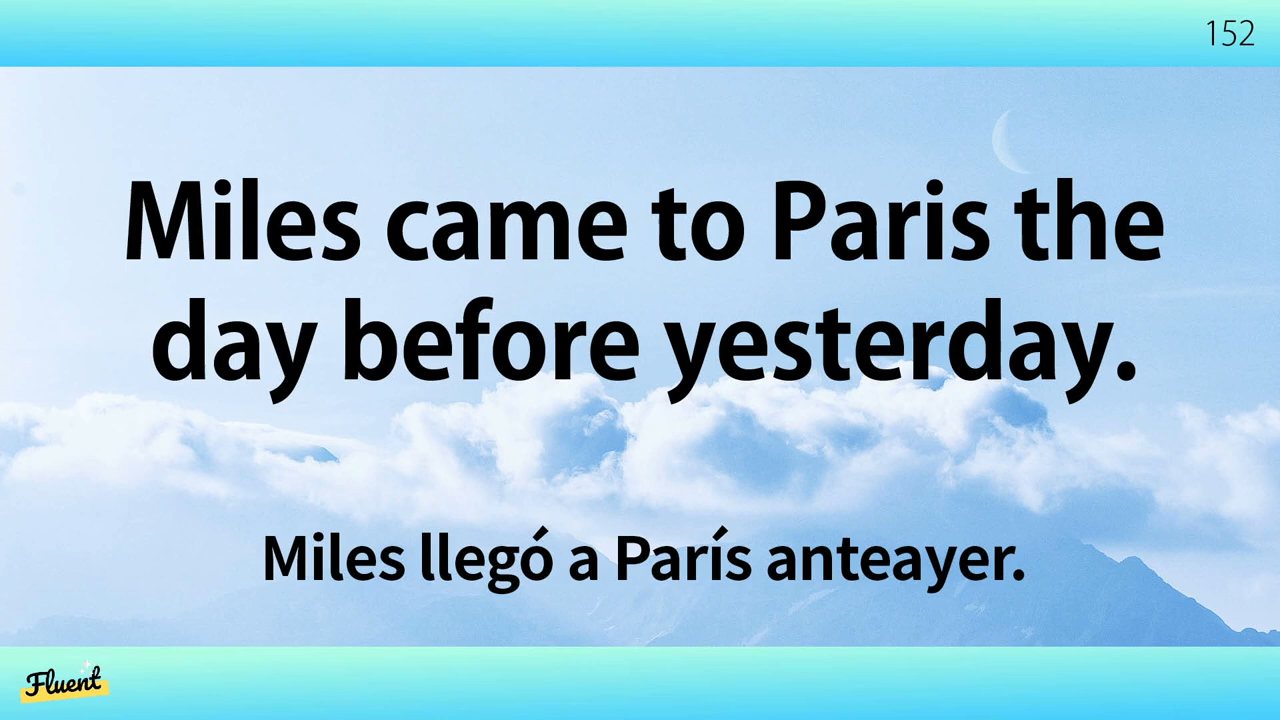 152
Miles came to Paris the
day before yesterday.
Miles llegó a París anteayer.
Fluent